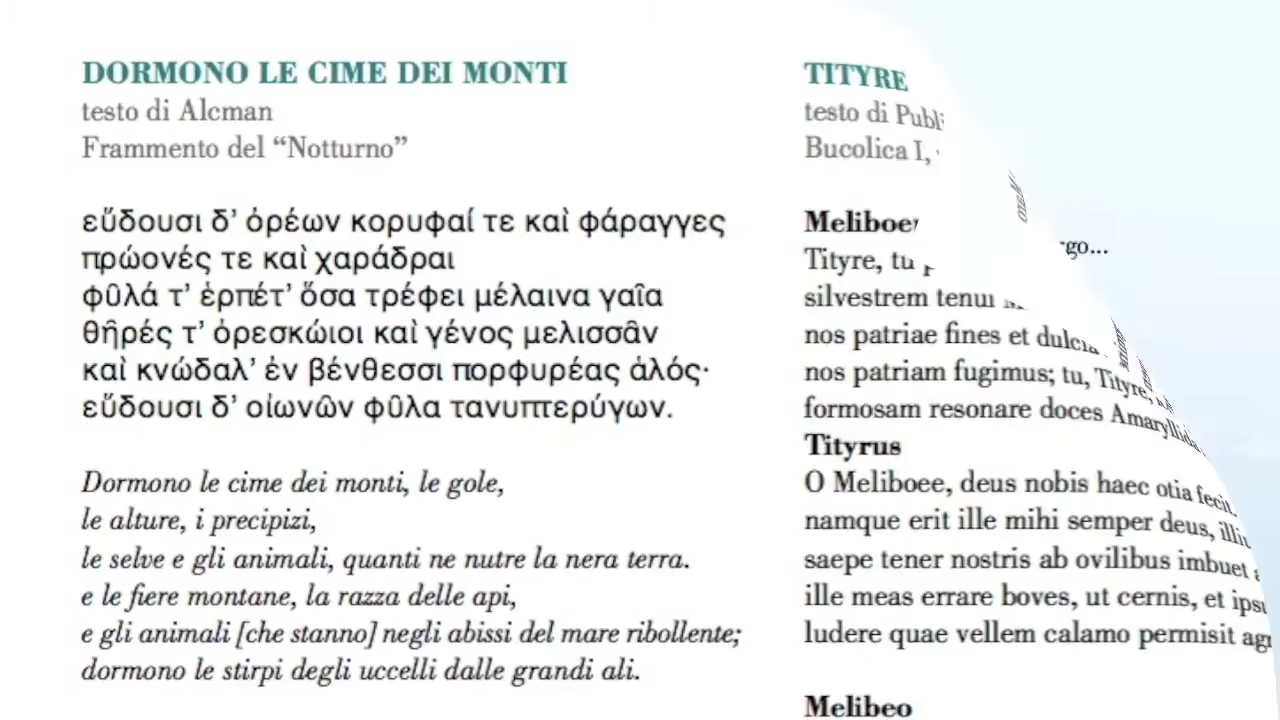 DORMONO LE CIME DEI MONTI
testo di Alcman
Frammento del “Notturno”
εὕδουσι δ’ ὀρέων κορυφαί τε καὶ φάραγγες
πρώονές τε καὶ χαράδραι
φῦλά τ’ ἑρπέτ’ ὅσα τρέφει μέλαινα γαῖα
θῆρές τ’ ὀρεσκώιοι καὶ γένος μελισσᾶν
καὶ κνώδαλ’ ἐν βένθεσσι πορφυρέας ἁλός·
εὕδουσι δ’ οἰωνῶν φῦλα τανυπτερύγων.
Dormono le cime dei monti, le gole,
le alture, i precipizi,
le selve e gli animali, quanti ne nutre la nera terra.
e le fiere montane, la razza delle api,
e gli animali [che stanno] negli abissi del mare ribollente;
dormono le stirpi degli uccelli dalle grandi ali.
TITYRE
testo di
Bucolica I,
Tityre, tu
silvestrem tenui
nos patriae fines et dulcia
nos patriam fugimus; tu, Tityre,
formosam resonare doces
Tityrus
O Meliboee, deus nobis haec otia fecit.
namque erit ille mihi semper deus,
saepe tener nostris ab ovilibus imbuet
ille meas errare boves, ut cernis, et
ludere quae vellem calamo permisit
Melibeo